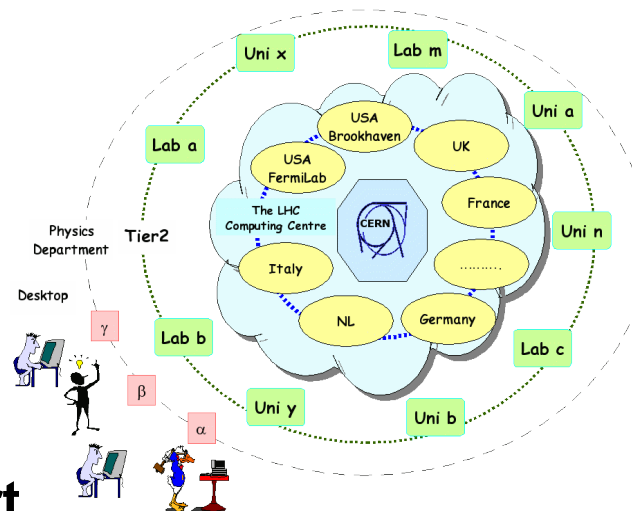 Uni x
Lab m
USA
Brookhaven
Uni a
UK
Lab a
USA
FermiLab
France
The LHC
Computing Centre
CERN
Physics
Department
Tier2
Uni n
..........
Italy
Desktop
NL
Germany
γ
Lab b
Lab c
β
Uni y
Uni b
α